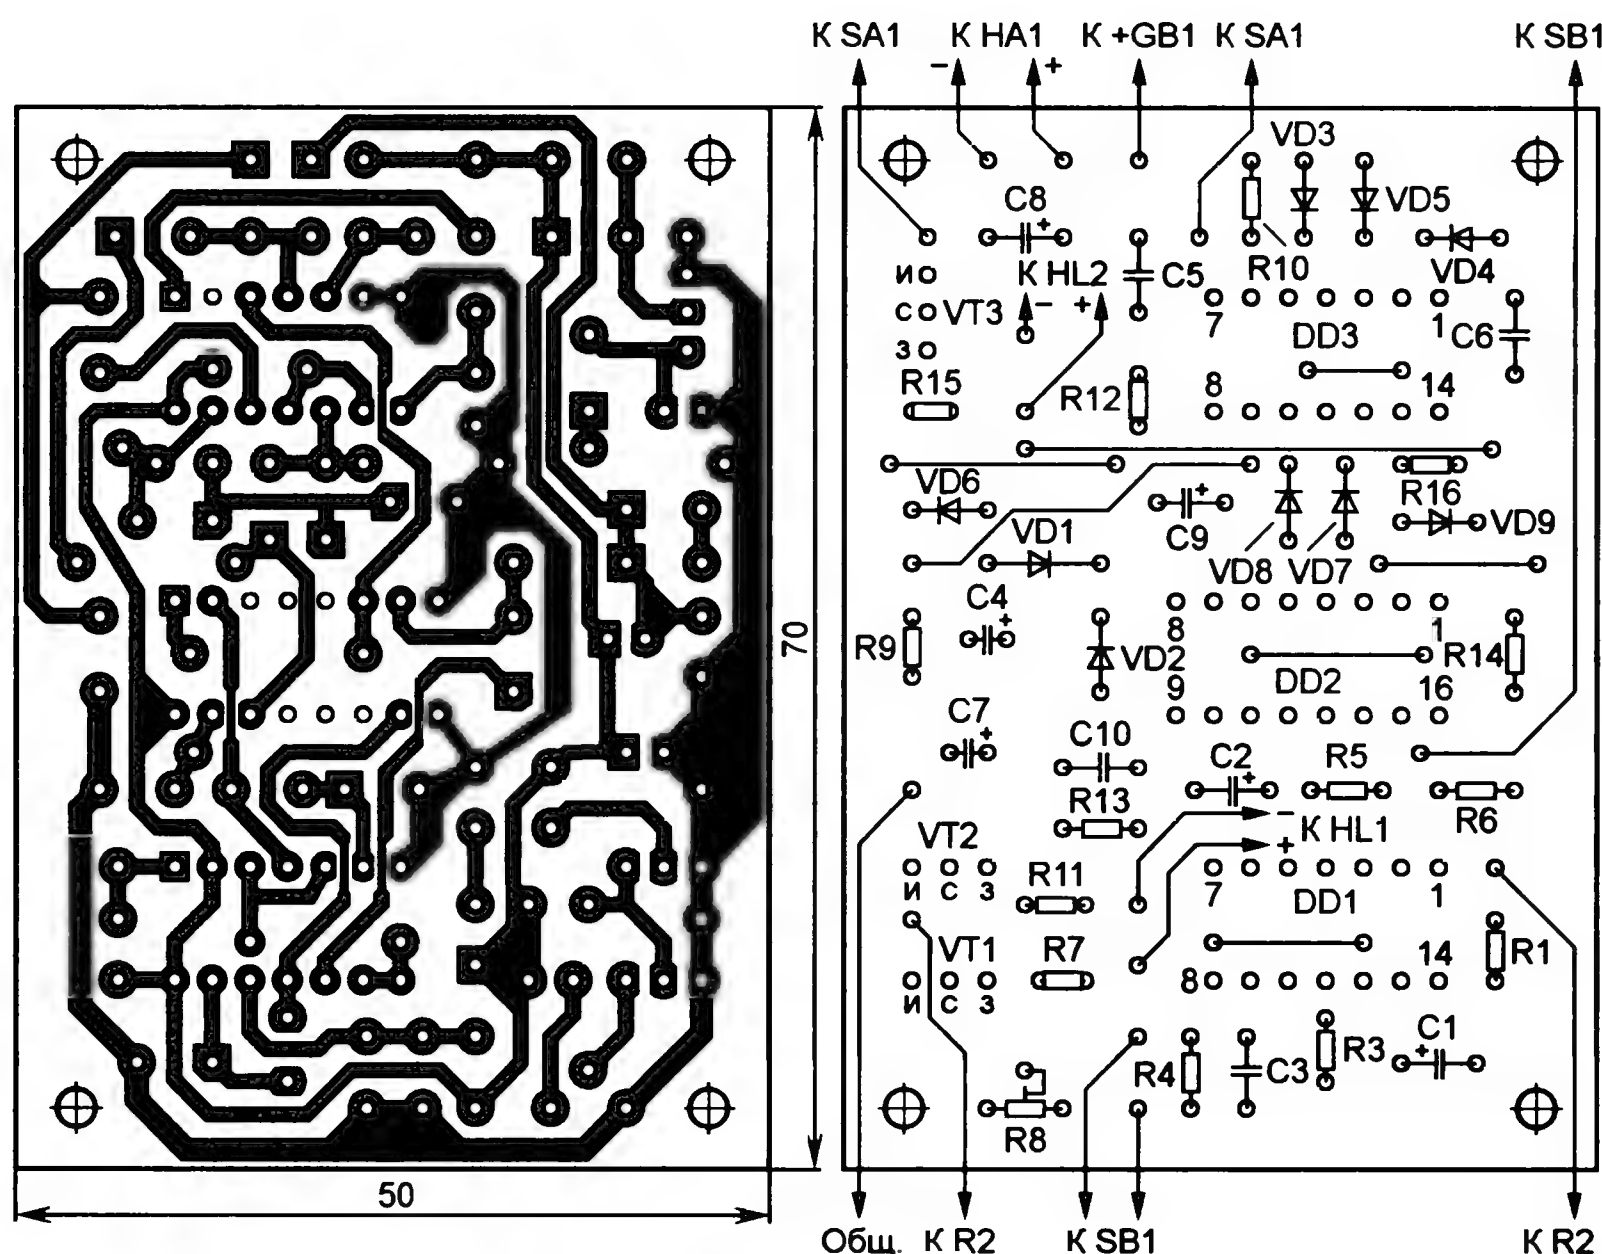 К SA1 К HA1 К +GB1 К SA1 К SB1
− +
VD3
C8
+
VD5
и
К HL2
C5
R10
VD4
с VT3
− +
7 DD3 1 C6
з
R15
R12
8 14
VD6
R16
VD1
+
C9
VD9
VD8 VD7
C4
+
70
R9
VD2
8 1
R14
9 DD2 16
C7
+
C10
C2
+
R5
R13
R6
−
К HL1
+
VT2
и с з
R11
7 DD1 1
VT1
R7
14
R1
и с з
8
C1
+
R4
C3
R3
R8
50
Общ. К R2 К SB1 К R2